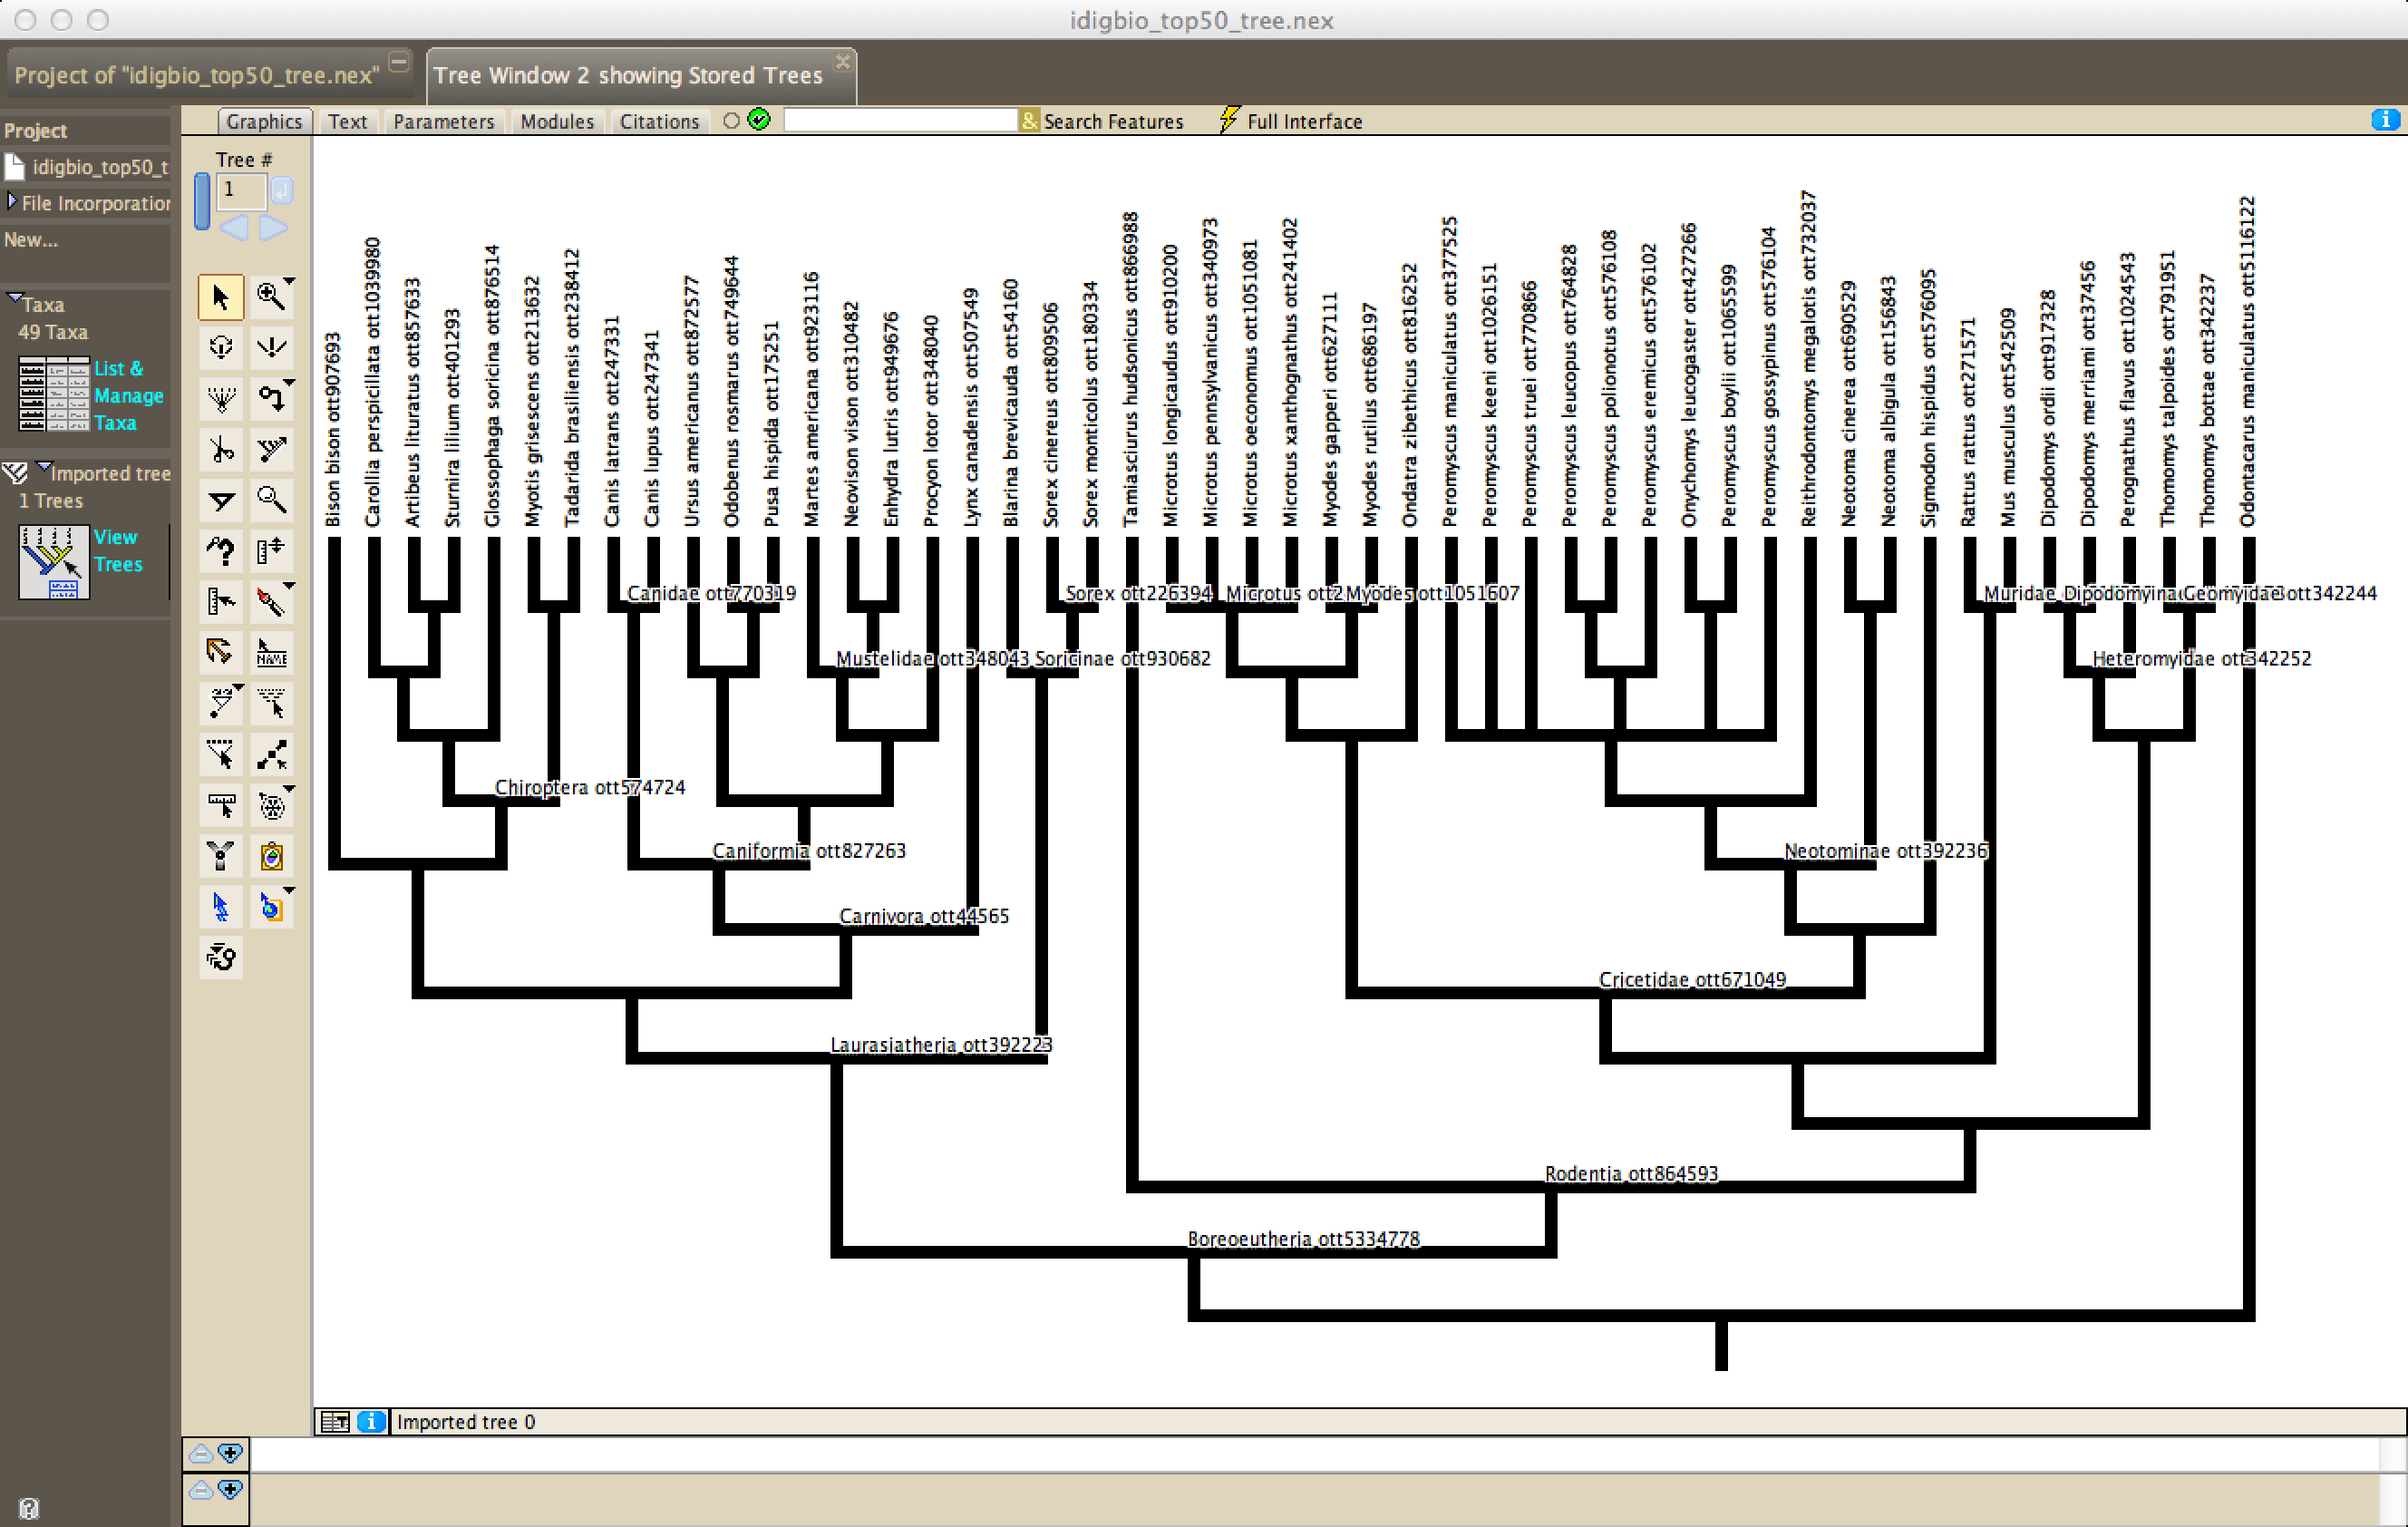 idigbio_top50_tree.nex
Project of "idigbio_top50_tree.nex"
Tree Window 2 showing Stored Trees
Graphics
Text
Parameters
Modules
Citations
& Search Features
Full Interface
Project
idigbio_top50_t
File Incorporation
New...
Taxa
49 Taxa
List &
Manage
Taxa
Imported tree
1 Trees
View
Trees
Tree #
1
NAME
Bison bison ott907693
Carollia perspicillata ott1039980
Artibeus lituratus ott857633
Sturnira lilium ott401293
Glossophaga soricina ott876514
Myotis grisescens ott213632
Tadarida brasiliensis ott238412
Canis latrans ott247331
Canis lupus ott247341
Ursus americanus ott872577
Odobenus rosmarus ott749644
Pusa hispida ott175251
Martes americana ott923116
Neovison vison ott310482
Enhydra lutris ott949676
Procyon lotor ott348040
Lynx canadensis ott507549
Blarina brevicauda ott54160
Sorex cinereus ott809506
Sorex monticolus ott180334
Tamiascurus hudsonicus ott866988
Microtus longicaudus ott910200
Microtus pennsylvanicus ott340973
Microtus oeconomus ott1051081
Microtus xanthognathus ott241402
Myodes gapperi ott627111
Myodes rutilus ott686197
Ondatra zibethicus ott816252
Peromyscus maniculatus ott377525
Peromyscus keeni ott1026151
Peromyscus truei ott770866
Peromyscus leucopus ott764828
Peromyscus polionotus ott576108
Peromyscus eremicus ott576102
Onychomys leucogaster ott427266
Peromyscus boylii ott1065599
Peromyscus gossypinus ott576104
Reithrodontomys megalotis ott732037
Neotoma cinerea ott690529
Neotoma albigula ott156843
Sigmodon hispidus ott576095
Rattus rattus ott271571
Mus musculus ott542509
Dipodomys ordii ott917328
Dipodomys merriami ott37456
Perognathus flavus ott1024543
Thomomys talpoides ott791951
Thomomys bottae ott342237
Odontacarus maniculatus ott5116122
Canidae ott770319
Sorex ott226394
Microtus ott2
Myodes ott1051607
Muridae
Dipodomyinae
Geomyidae ott342244
Mustelidae ott348043
Soricinae ott930682
Heteromyidae ott342252
Chiroptera ott574724
Caniformia ott827263
Neotominae ott392236
Carnivora ott44565
Cricetidae ott671049
Laurasiatheria ott392223
Rodentia ott864593
Boreoeutheria ott5334778
Imported tree 0